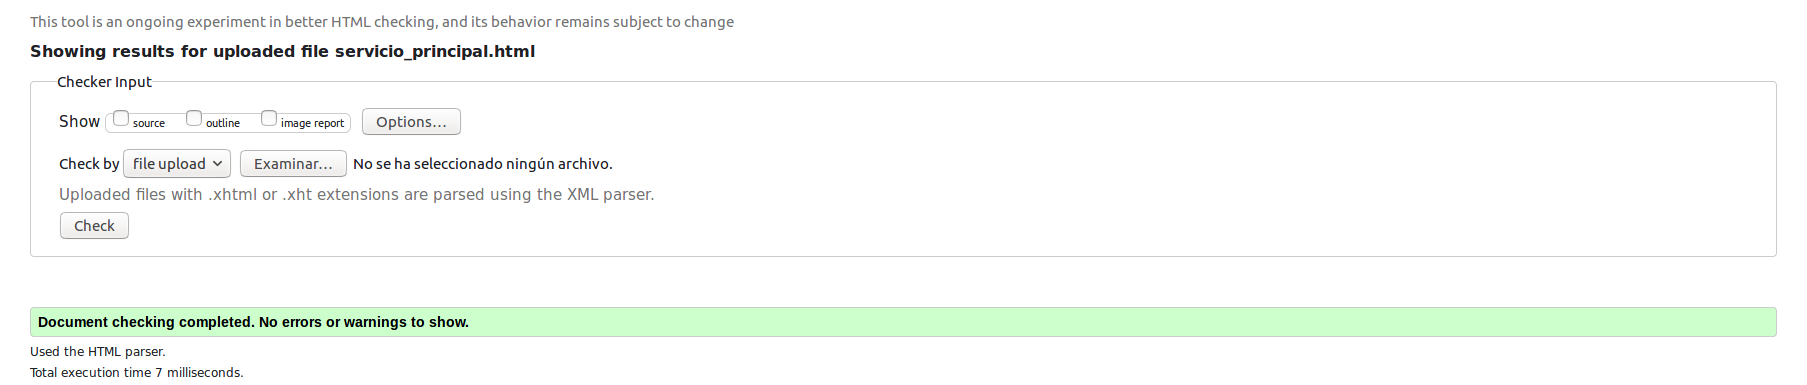 This tool is an ongoing experiment in better HTML checking, and its behavior remains subject to change
Showing results for uploaded file servicio_principal.html
Checker Input
Show source outline image report Options...
Check by file upload Examinar... No se ha seleccionado ningún archivo.
Uploaded files with .xhtml or .xht extensions are parsed using the XML parser.
Check
Document checking completed. No errors or warnings to show.
Used the HTML parser.
Total execution time 7 milliseconds.